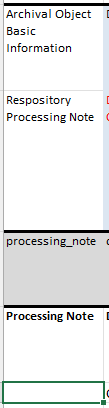 Archival Object
Basic
Information
Respository
Processing Note
processing_note
Processing Note